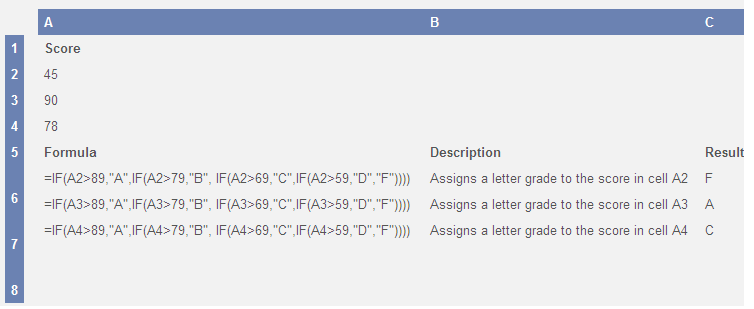 A B C
1 Score
2 45
3 90
4 78
5 Formula Description Result
=IF(A2>89,"A",IF(A2>79,"B", IF(A2>69,"C",IF(A2>59,"D","F")))) Assigns a letter grade to the score in cell A2 F
6
=IF(A3>89,"A",IF(A3>79,"B", IF(A3>69,"C",IF(A3>59,"D","F")))) Assigns a letter grade to the score in cell A3 A
=IF(A4>89,"A",IF(A4>79,"B", IF(A4>69,"C",IF(A4>59,"D","F")))) Assigns a letter grade to the score in cell A4 C
7
8